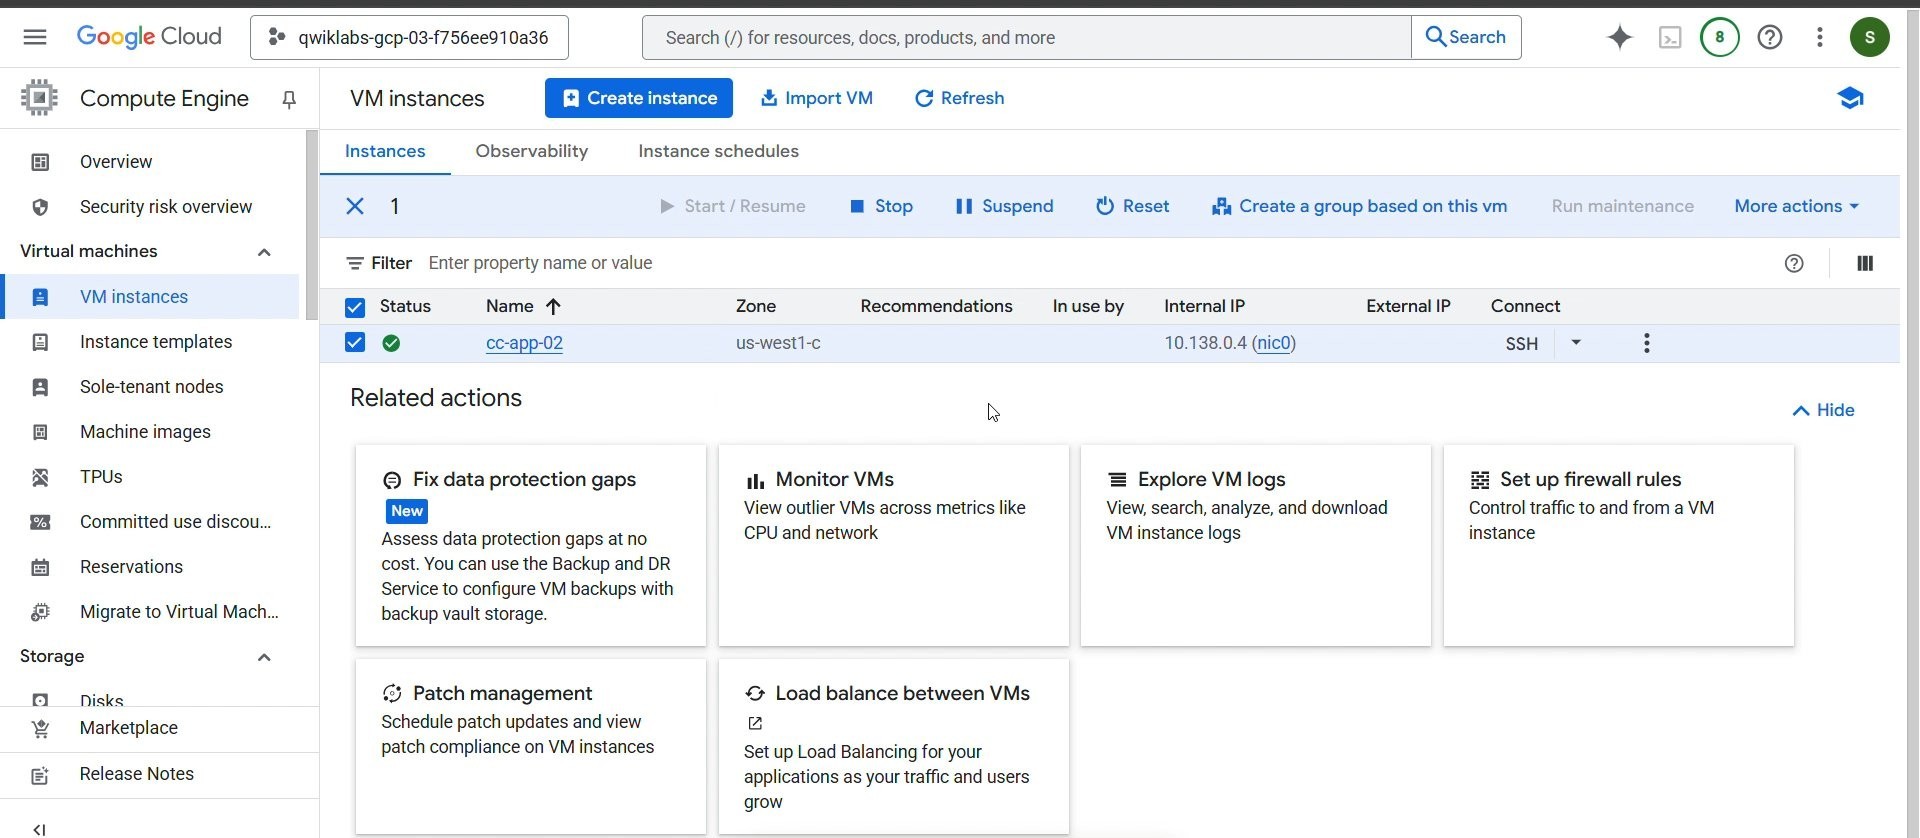 Google Cloud
qwiklabs-gcp-03-f756ee910a36
Search (/) for resources, docs, products, and more
Search
8
S
Compute Engine
VM instances
Create instance
Import VM
Refresh
Overview
Security risk overview
Virtual machines
VM instances
Instance templates
Sole-tenant nodes
Machine images
TPUs
Committed use discou...
Reservations
Migrate to Virtual Mach...
Storage
Disks
Marketplace
Release Notes
Instances Observability Instance schedules
1 Start / Resume Stop Suspend Reset Create a group based on this vm Run maintenance More actions
Filter Enter property name or value
Status Name Zone Recommendations In use by Internal IP External IP Connect
cc-app-02 us-west1-c 10.138.0.4 (nic0) SSH
Related actions
Hide
Fix data protection gaps
New
Assess data protection gaps at no
cost. You can use the Backup and DR
Service to configure VM backups with
backup vault storage.
Monitor VMs
View outlier VMs across metrics like
CPU and network
Explore VM logs
View, search, analyze, and download
VM instance logs
Set up firewall rules
Control traffic to and from a VM
instance
Patch management
Schedule patch updates and view
patch compliance on VM instances
Load balance between VMs
Set up Load Balancing for your
applications as your traffic and users
grow